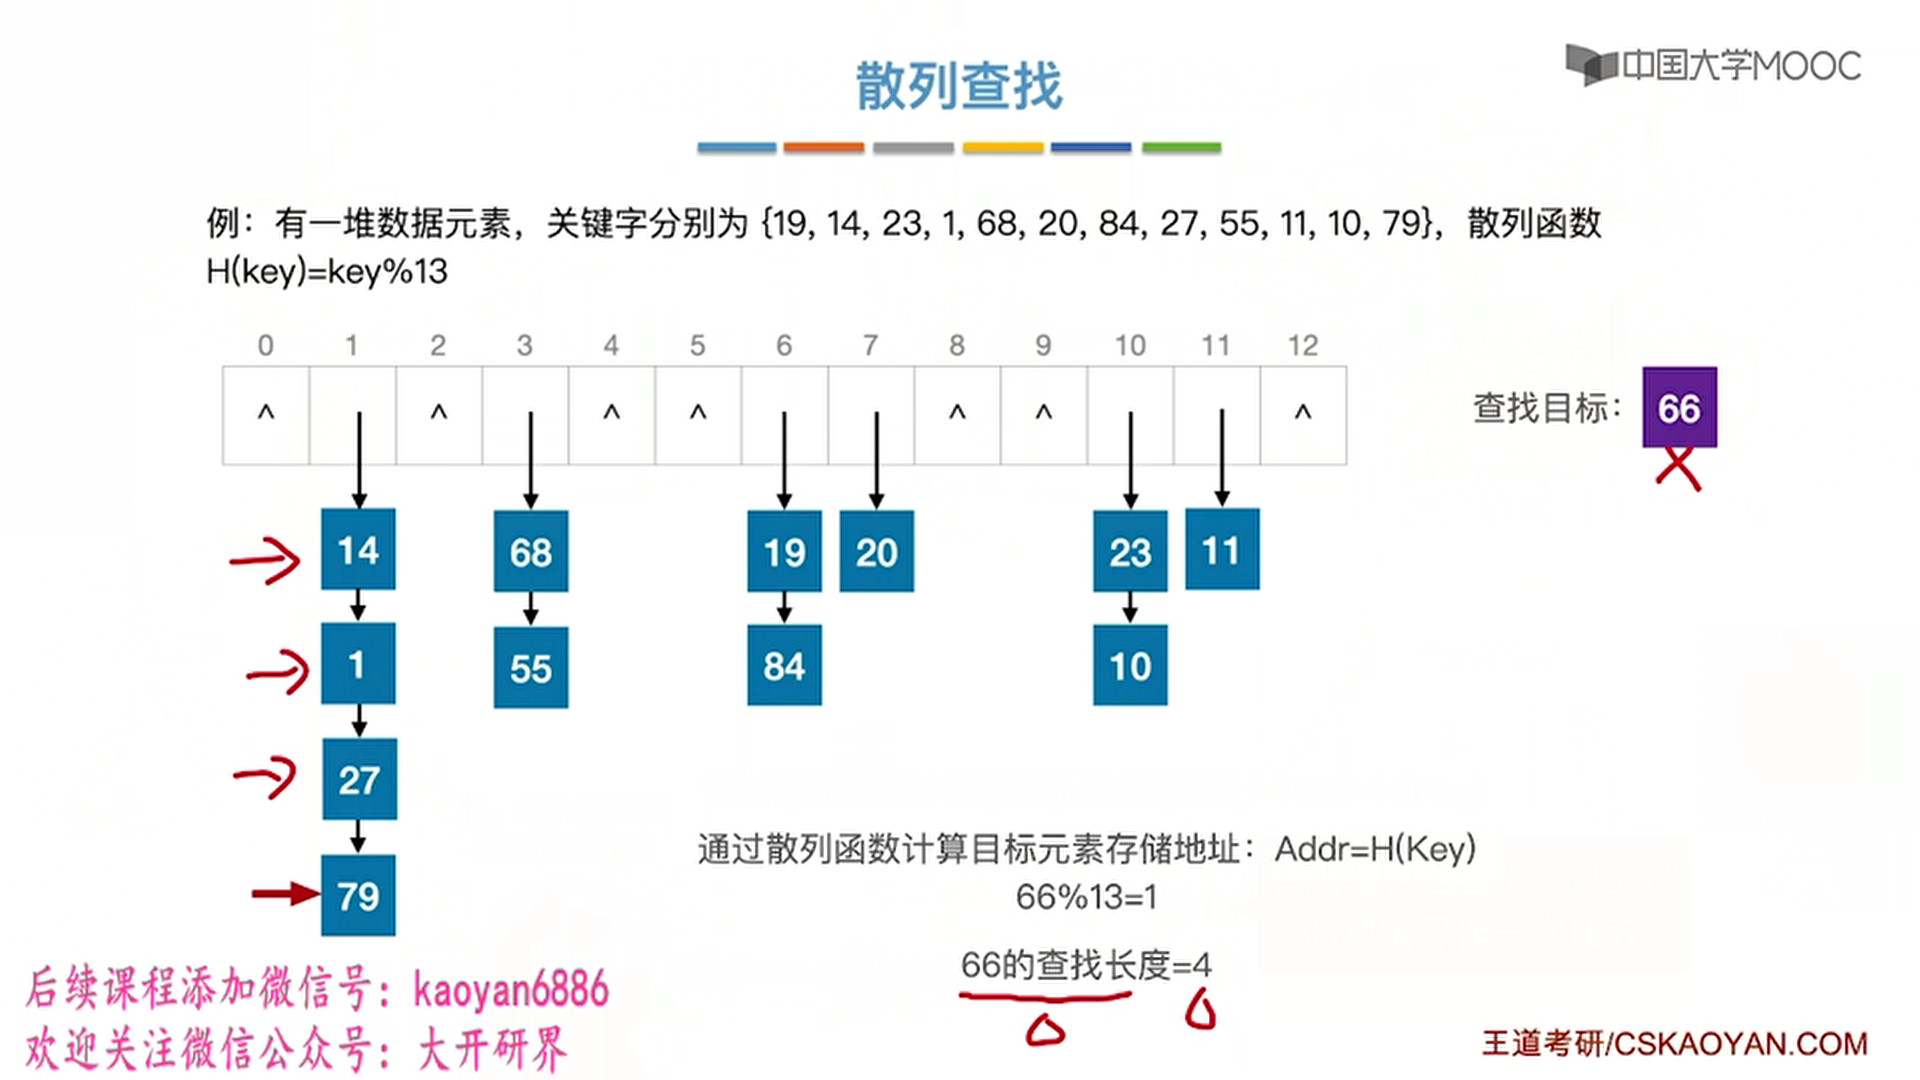 中国大学MOOC
散列查找
例：有一堆数据元素，关键字分别为 {19, 14, 23, 1, 68, 20, 84, 27, 55, 11, 10, 79}，散列函数
H(key)=key%13
0 1 2 3 4 5 6 7 8 9 10 11 12
^ ^ ^ ^ ^ ^ ^
查找目标：66
14 68 19 20 23 11
1 55 84 10
27
79
通过散列函数计算目标元素存储地址：Addr=H(Key)
66%13=1
66的查找长度=4
后续课程添加微信号：kaoyan6886
欢迎关注微信公众号：大开研界
王道考研/CSKAOYAN.COM